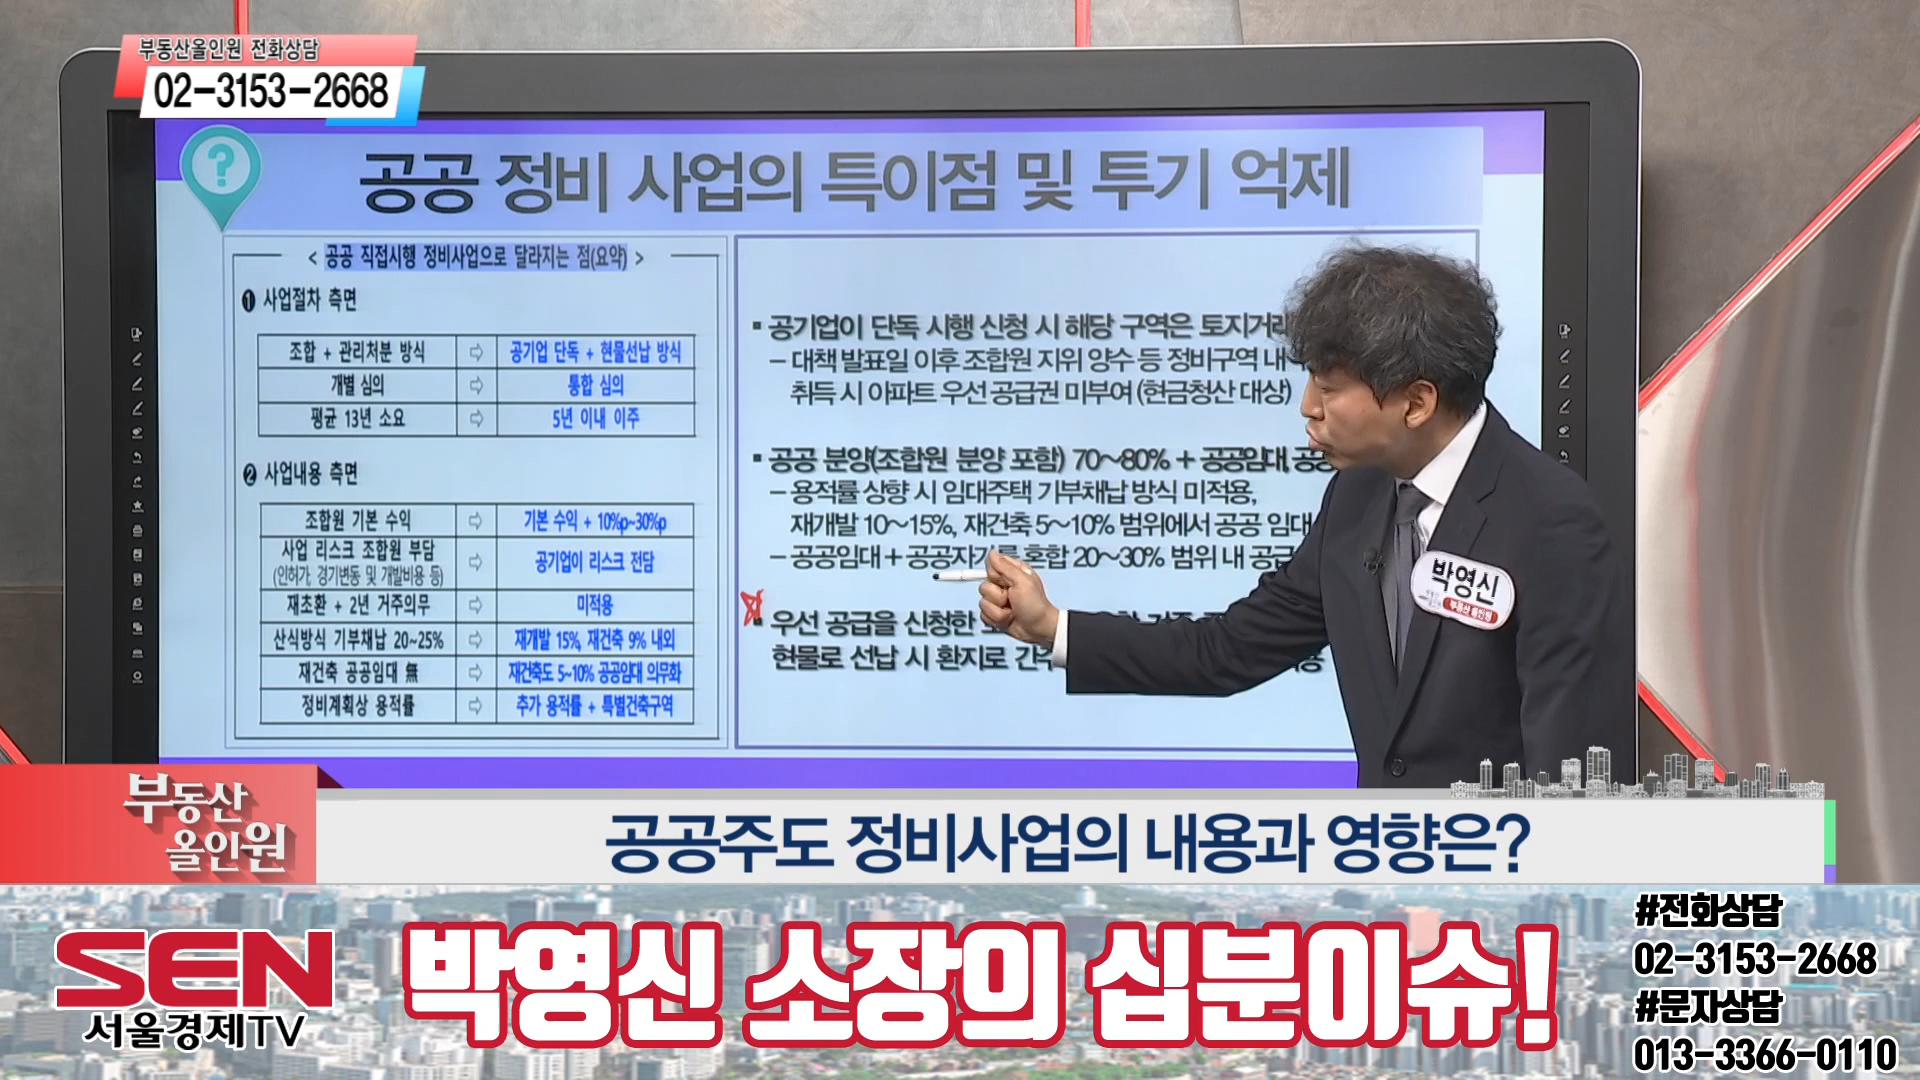 부동산올인원 전화상담
02-3153-2668
?
공공 정비 사업의 특이점 및 투기 억제
< 공공 직접시행 정비사업으로 달라지는 점(요약) >
❶ 사업절차 측면
조합 + 관리처분 방식 ⇨ 공기업 단독 + 현물선납 방식
개별 심의 ⇨ 통합 심의
평균 13년 소요 ⇨ 5년 이내 이주
❷ 사업내용 측면
조합원 기본 수익 ⇨ 기본 수익 + 10%p~30%p
사업 리스크 조합원 부담
(인허가, 경기변동 및 개발비용 등) ⇨ 공기업이 리스크 전담
재초환 + 2년 거주의무 ⇨ 미적용
산식방식 기부채납 20~25% ⇨ 재개발 15%, 재건축 9% 내외
재건축 공공임대 無 ⇨ 재건축도 5~10% 공공임대 의무화
정비계획상 용적률 ⇨ 추가 용적률 + 특별건축구역
▪ 공기업이 단독 시행 신청 시 해당 구역은 토지거래
– 대책 발표일 이후 조합원 지위 양수 등 정비구역 내
취득 시 아파트 우선 공급권 미부여 (현금청산 대상)
▪ 공공 분양(조합원 분양 포함) 70~80% + 공공임대, 공공
– 용적률 상향 시 임대주택 기부채납 방식 미적용,
재개발 10~15%, 재건축 5~10% 범위에서 공공 임대
– 공공임대 + 공공자가를 혼합 20~30% 범위 내 공급
▪ 우선 공급을 신청한
현물로 선납 시 환지로 간주
박영신
부동산 올인원
부동산
올인원
공공주도 정비사업의 내용과 영향은?
SEN
서울경제TV
박영신 소장의 십분이슈!
#전화상담
02-3153-2668
#문자상담
013-3366-0110